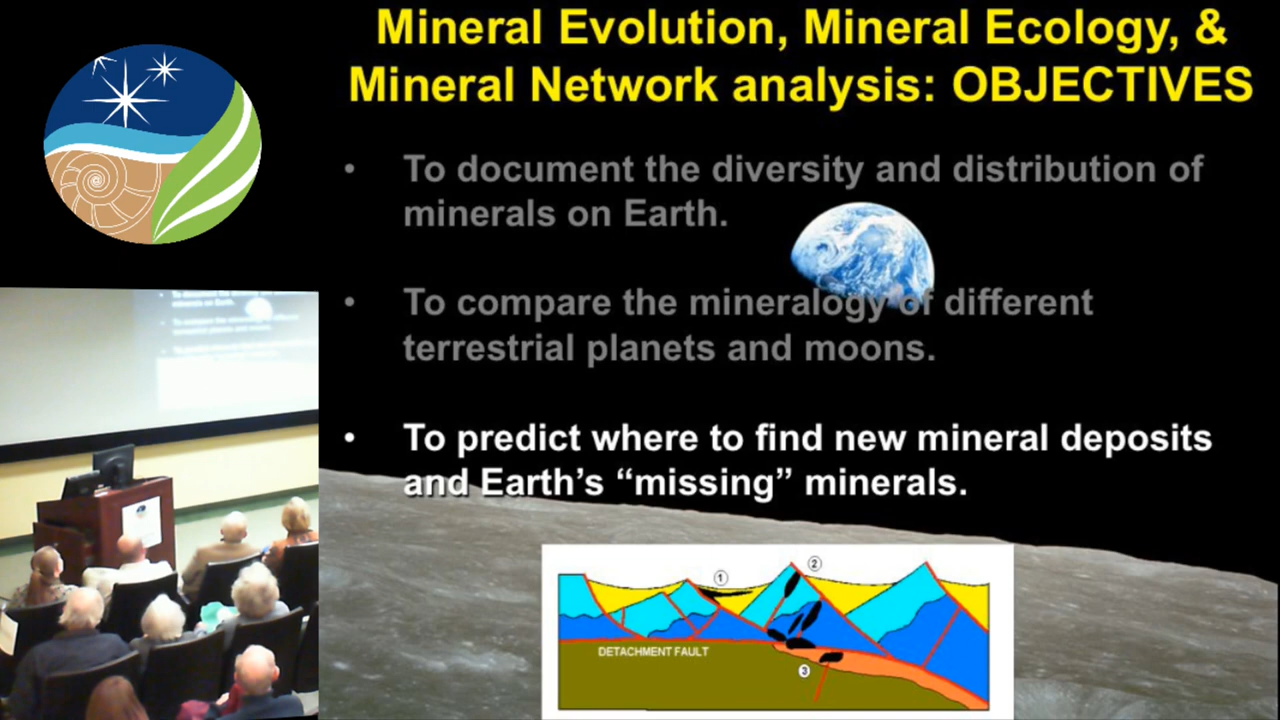 Mineral Evolution, Mineral Ecology, &
Mineral Network analysis: OBJECTIVES
• To document the diversity and distribution of
minerals on Earth.
• To compare the mineralogy of different
terrestrial planets and moons.
• To predict where to find new mineral deposits
and Earth’s “missing” minerals.
①
②
DETACHMENT FAULT
③